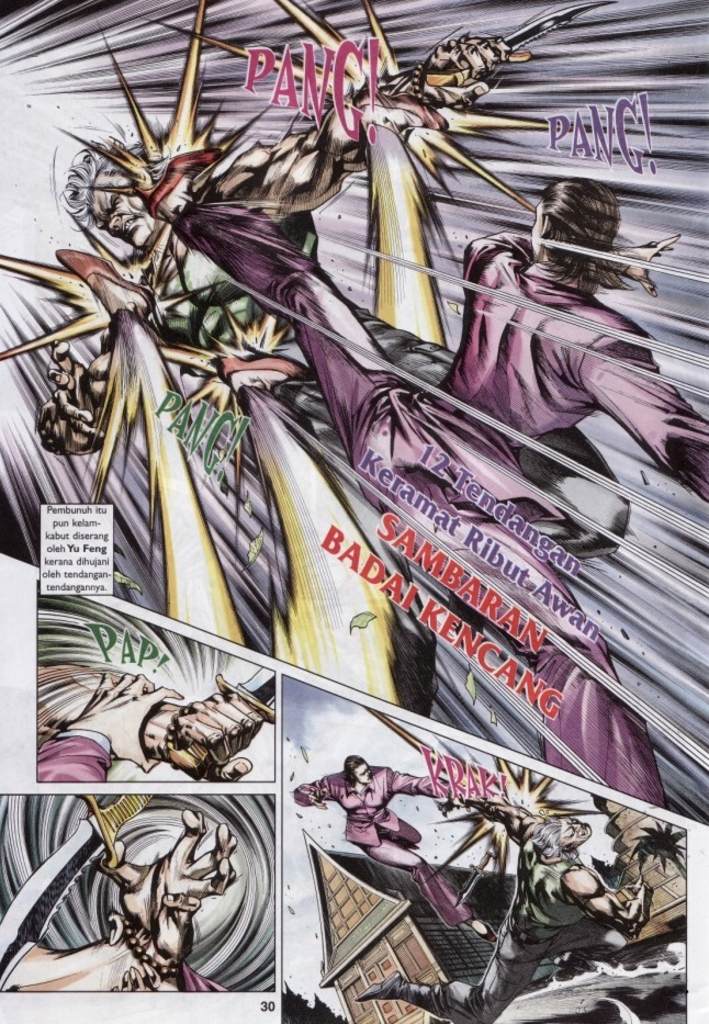 PANG!
PANG!
PANG!
12 Tendangan
Keramat Ribut-Awan
SAMBARAN
BADAI KENCANG
Pembunuh itu
pun kelam-
kabut diserang
oleh Yu Feng
kerana dihujani
oleh tendangan-
tendangannya.
PAP!
KRAK!
30